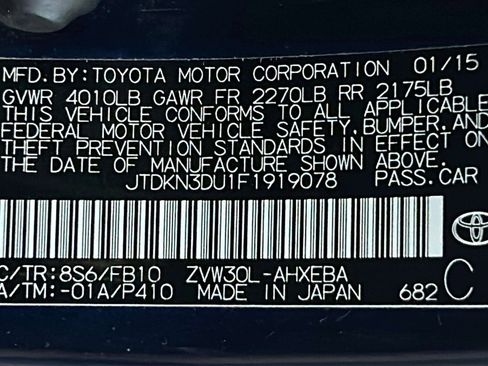 MFD.BY:TOYOTA MOTOR CORPORATION 01/15
GVWR 4010LB GAWR FR 2270LB RR 2175LB
THIS VEHICLE CONFORMS TO ALL APPLICABLE
FEDERAL MOTOR VEHICLE SAFETY,BUMPER,AND
THEFT PREVENTION STANDARDS IN EFFECT ON
THE DATE OF MANUFACTURE SHOWN ABOVE.
JTDKN3DU1F1919078 PASS.CAR
C/TR:8S6/FB10 ZVW30L-AHXEBA C
A/TM:-01A/P410 MADE IN JAPAN 682